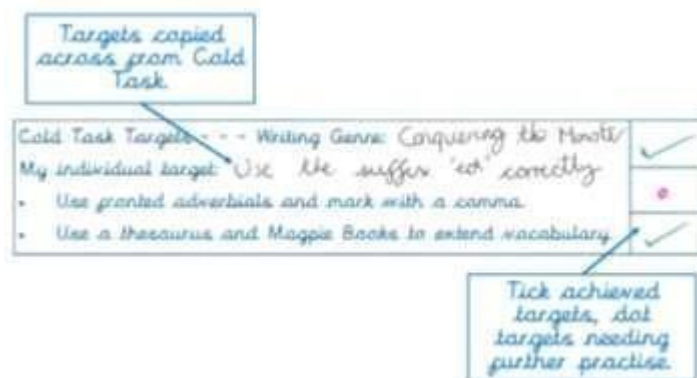 Targets copied
across from Cold
Task
Cold Task Targets - - - Writing Genre: Conquering the
My individual target: Use the suffix 'ed' correctly
• Use fronted adverbials and mark with a comma.
• Use a thesaurus and Magpie Books to extend vocabulary
Tick achieved
targets, dot
targets needing
further practise.